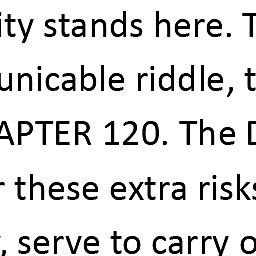 ity stands here. T
unicable riddle, t
APTER 120. The D
r these extra risks
, serve to carry o